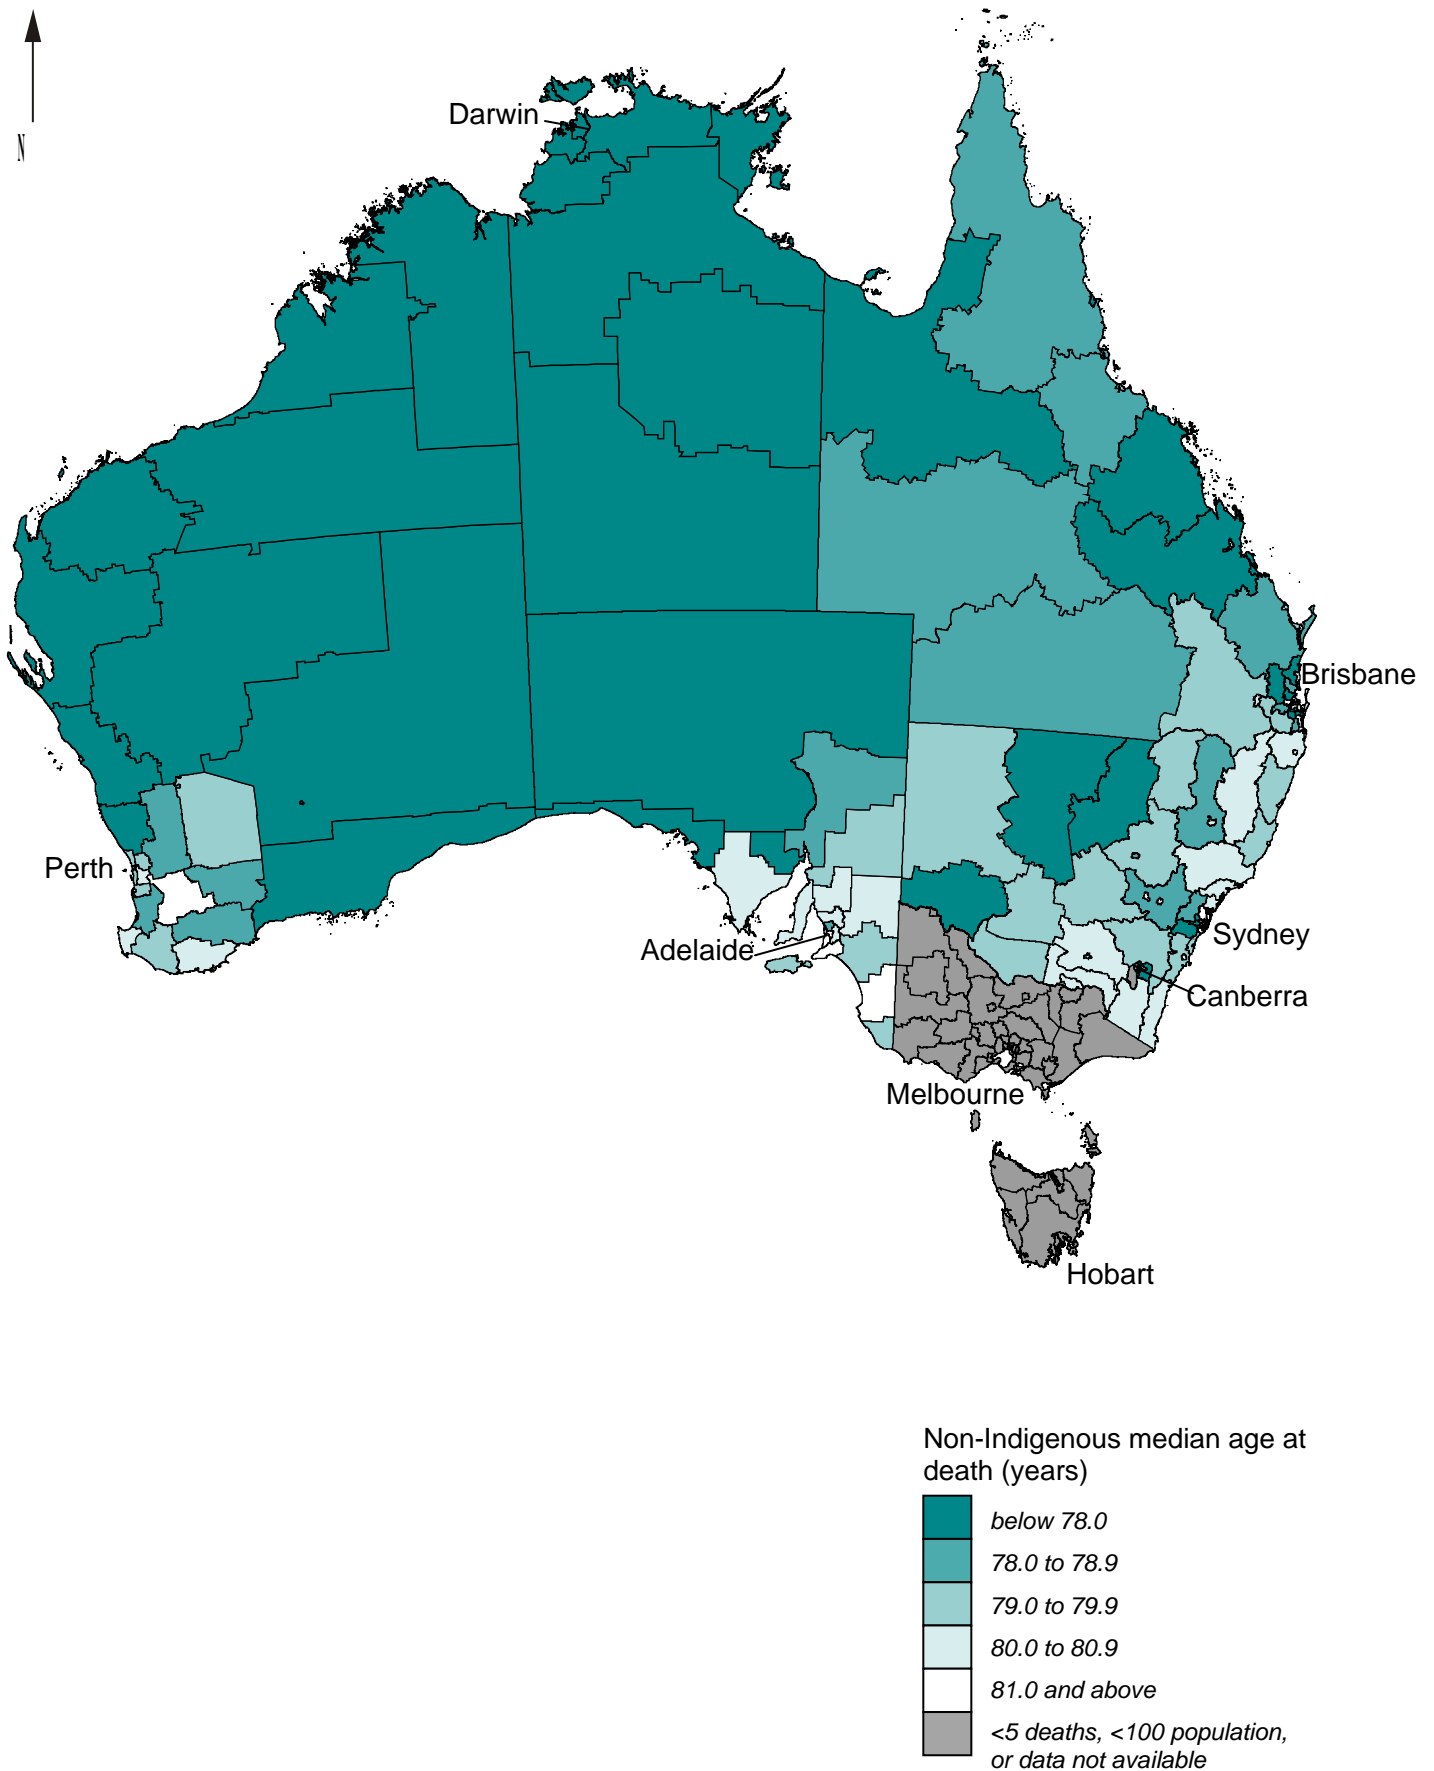 N
Darwin
Brisbane
Perth
Sydney
Adelaide
Canberra
Melbourne
Hobart
Non-Indigenous median age at
death (years)
below 78.0
78.0 to 78.9
79.0 to 79.9
80.0 to 80.9
81.0 and above
<5 deaths, <100 population,
or data not available